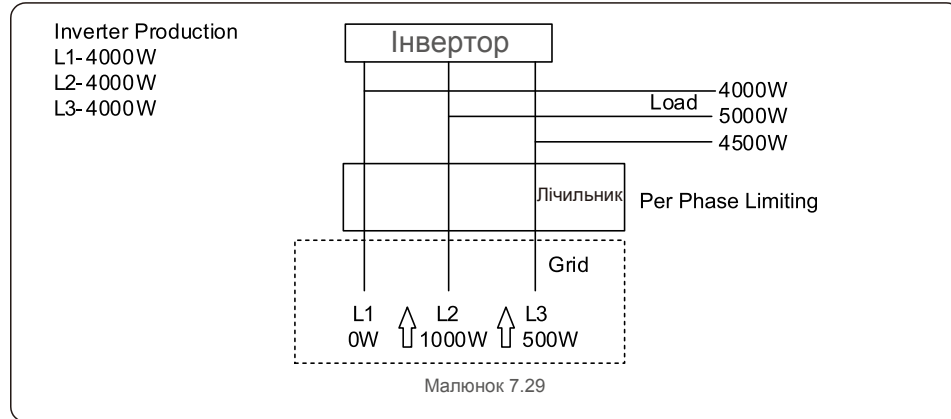 Inverter Production
L1-4000W
L2-4000W
L3-4000W
Інвертор
4000W
Load
5000W
4500W
Лічильник
Per Phase Limiting
Grid
L1 L2 L3
0W 1000W 500W
Малюнок 7.29